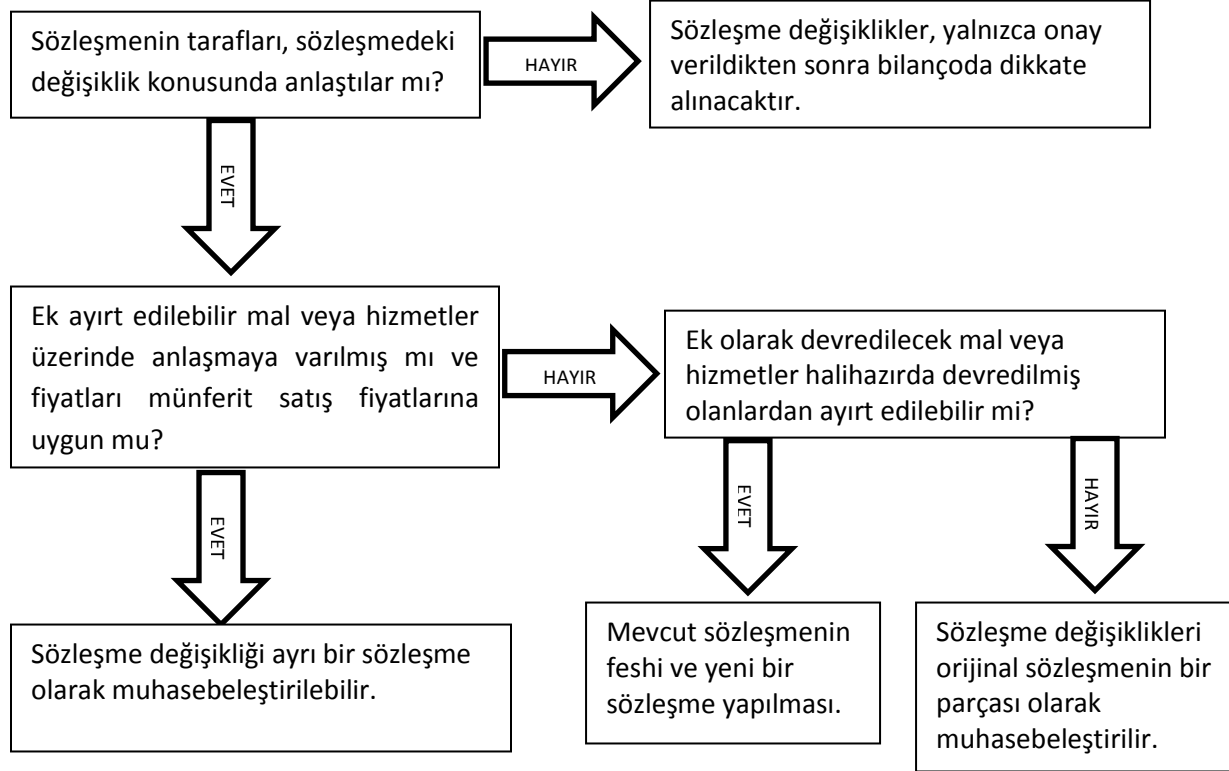 Sözleşmenin tarafları, sözleşmedeki
değişiklik konusunda anlaştılar mı?
HAYIR
Sözleşme değişiklikler, yalnızca onay
verildikten sonra bilançoda dikkate
alınacaktır.
EVET
Ek ayırt edilebilir mal veya hizmetler
üzerinde anlaşmaya varılmış mı ve
fiyatları münferit satış fiyatlarına
uygun mu?
HAYIR
Ek olarak devredilecek mal veya
hizmetler halihazırda devredilmiş
olanlardan ayırt edilebilir mi?
EVET
EVET
HAYIR
Sözleşme değişikliği ayrı bir sözleşme
olarak muhasebeleştirilebilir.
Mevcut sözleşmenin
feshi ve yeni bir
sözleşme yapılması.
Sözleşme değişiklikleri
orijinal sözleşmenin bir
parçası olarak
muhasebeleştirilir.